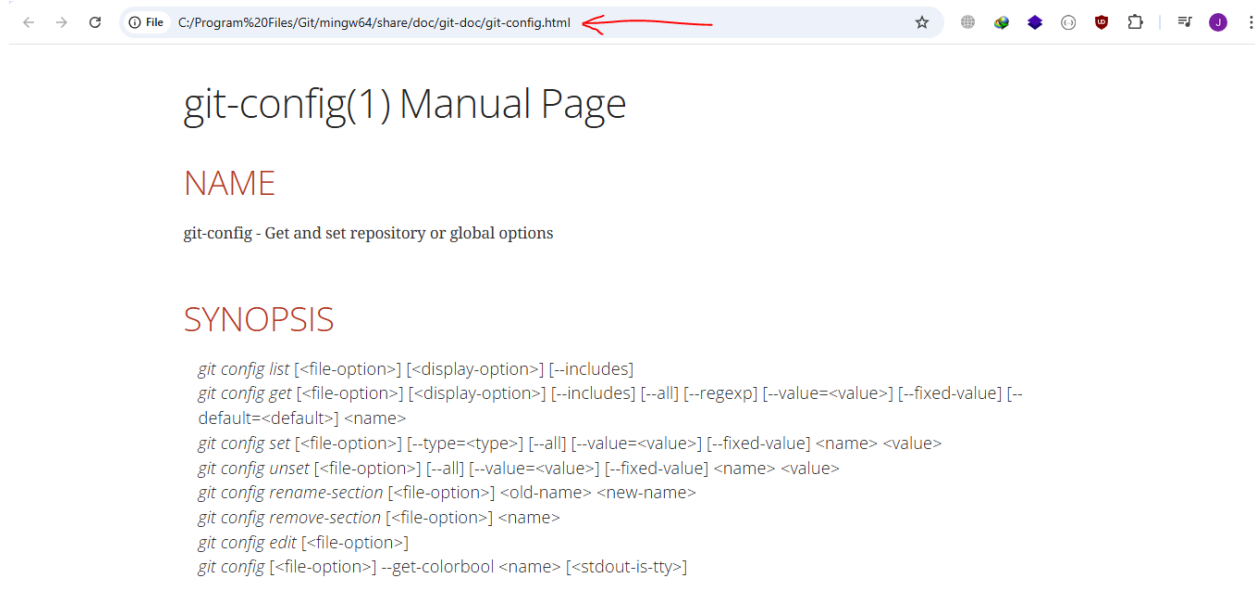 File C:/Program%20Files/Git/mingw64/share/doc/git-doc/git-config.html J
git-config(1) Manual Page
NAME
git-config - Get and set repository or global options
SYNOPSIS
git config list [<file-option>] [<display-option>] [--includes]
git config get [<file-option>] [<display-option>] [--includes] [--all] [--regexp] [--value=<value>] [--fixed-value] [--
default=<default>] <name>
git config set [<file-option>] [--type=<type>] [--all] [--value=<value>] [--fixed-value] <name> <value>
git config unset [<file-option>] [--all] [--value=<value>] [--fixed-value] <name> <value>
git config rename-section [<file-option>] <old-name> <new-name>
git config remove-section [<file-option>] <name>
git config edit [<file-option>]
git config [<file-option>] --get-colorbool <name> [<stdout-is-tty>]